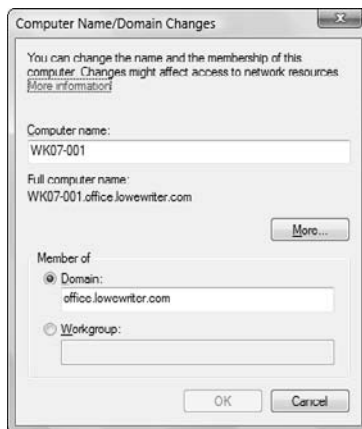 Computer Name/Domain Changes
You can change the name and the membership of this
computer. Changes might affect access to network resources
More information
Computer name:
WK07-001
Full computer name:
WK07-001.office.lowewriter.com
More...
Member of
Domain:
office.lowewriter.com
Workgroup:
OK
Cancel